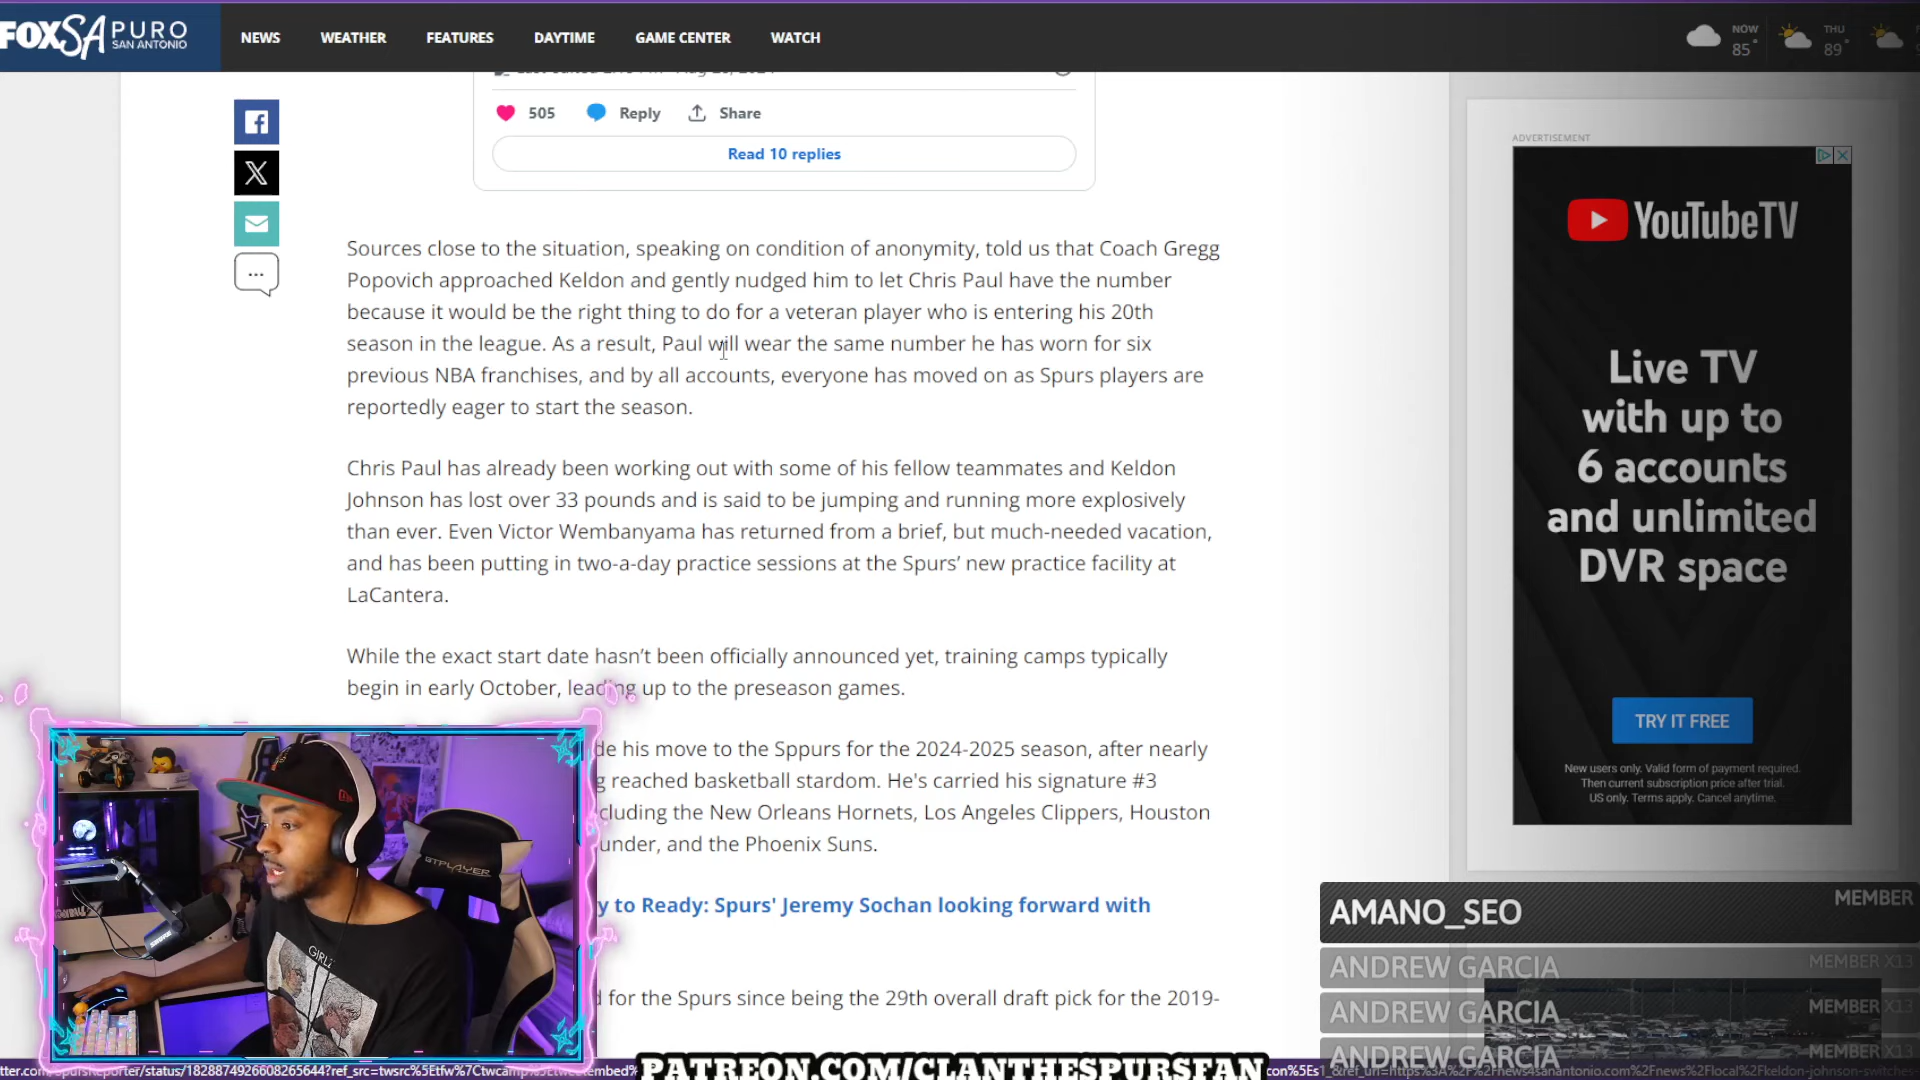 FOXSA PURO SAN ANTONIO
NEWS WEATHER FEATURES DAYTIME GAME CENTER WATCH
NOW 85° THU 89°
505 Reply Share
Read 10 replies
Sources close to the situation, speaking on condition of anonymity, told us that Coach Gregg
Popovich approached Keldon and gently nudged him to let Chris Paul have the number
because it would be the right thing to do for a veteran player who is entering his 20th
season in the league. As a result, Paul will wear the same number he has worn for six
previous NBA franchises, and by all accounts, everyone has moved on as Spurs players are
reportedly eager to start the season.
Chris Paul has already been working out with some of his fellow teammates and Keldon
Johnson has lost over 33 pounds and is said to be jumping and running more explosively
than ever. Even Victor Wembanyama has returned from a brief, but much-needed vacation,
and has been putting in two-a-day practice sessions at the Spurs' new practice facility at
LaCantera.
While the exact start date hasn't been officially announced yet, training camps typically
begin in early October, leading up to the preseason games.
de his move to the Sppurs for the 2024-2025 season, after nearly
g reached basketball stardom. He's carried his signature #3
cluding the New Orleans Hornets, Los Angeles Clippers, Houston
under, and the Phoenix Suns.
y to Ready: Spurs' Jeremy Sochan looking forward with
d for the Spurs since being the 29th overall draft pick for the 2019-
ADVERTISEMENT
YouTubeTV
Live TV
with up to
6 accounts
and unlimited
DVR space
TRY IT FREE
New users only. Valid form of payment required.
Then current subscription price after trial.
US only. Terms apply. Cancel anytime.
GTPLAYER
AMANO_SEO MEMBER
ANDREW GARCIA MEMBER X13
ANDREW GARCIA MEMBER X13
ANDREW GARCIA MEMBER X13
PATREON.COM/CLANTHESPURSFAN